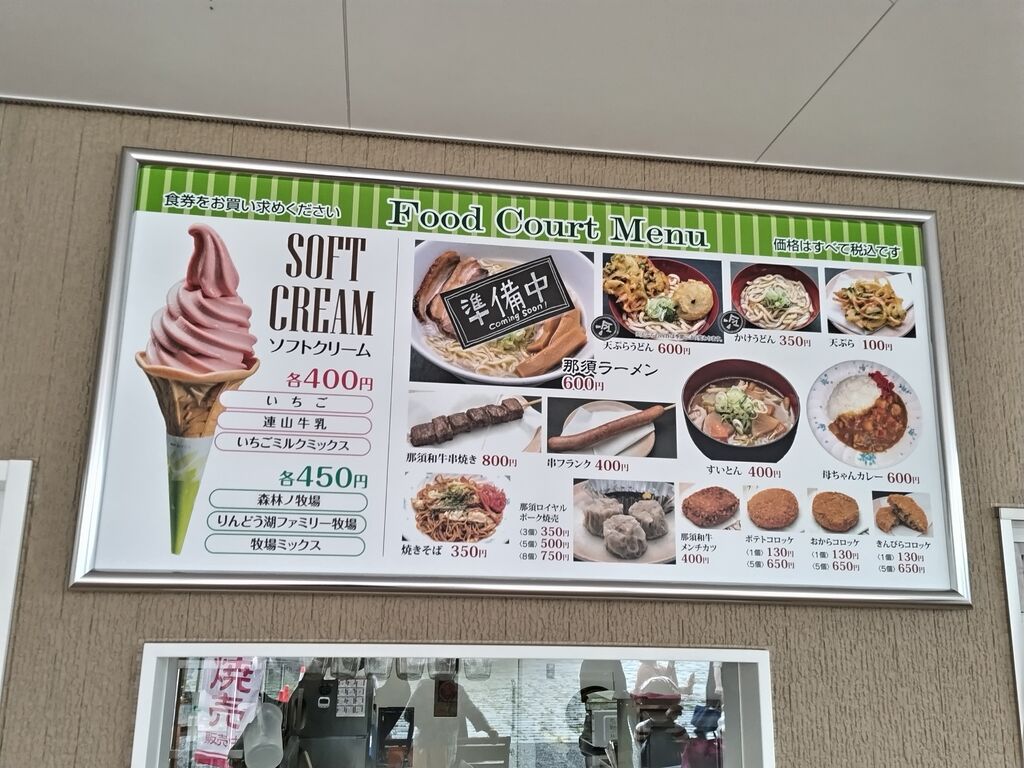 食券をお買い求めください
Food Court Menu
価格はすべて税込です
SOFT
CREAM
ソフトクリーム
各400円
いちご
連山牛乳
いちごミルクミックス
各450円
森林ノ牧場
りんどう湖ファミリー牧場
牧場ミックス
準備中
Coming Soon!
那須ラーメン
600円
冷
天ぷらうどん 600円
冷
かけうどん 350円
天ぷら 100円
那須和牛串焼き 800円
串フランク 400円
すいとん 400円
母ちゃんカレー 600円
焼きそば 350円
那須ロイヤル
ポーク焼売
(3個) 350円
(5個) 500円
(8個) 750円
那須和牛
メンチカツ
400円
ポテトコロッケ
(1個) 130円
(5個) 650円
おからコロッケ
(1個) 130円
(5個) 650円
きんぴらコロッケ
(1個) 130円
(5個) 650円
焼売
販売